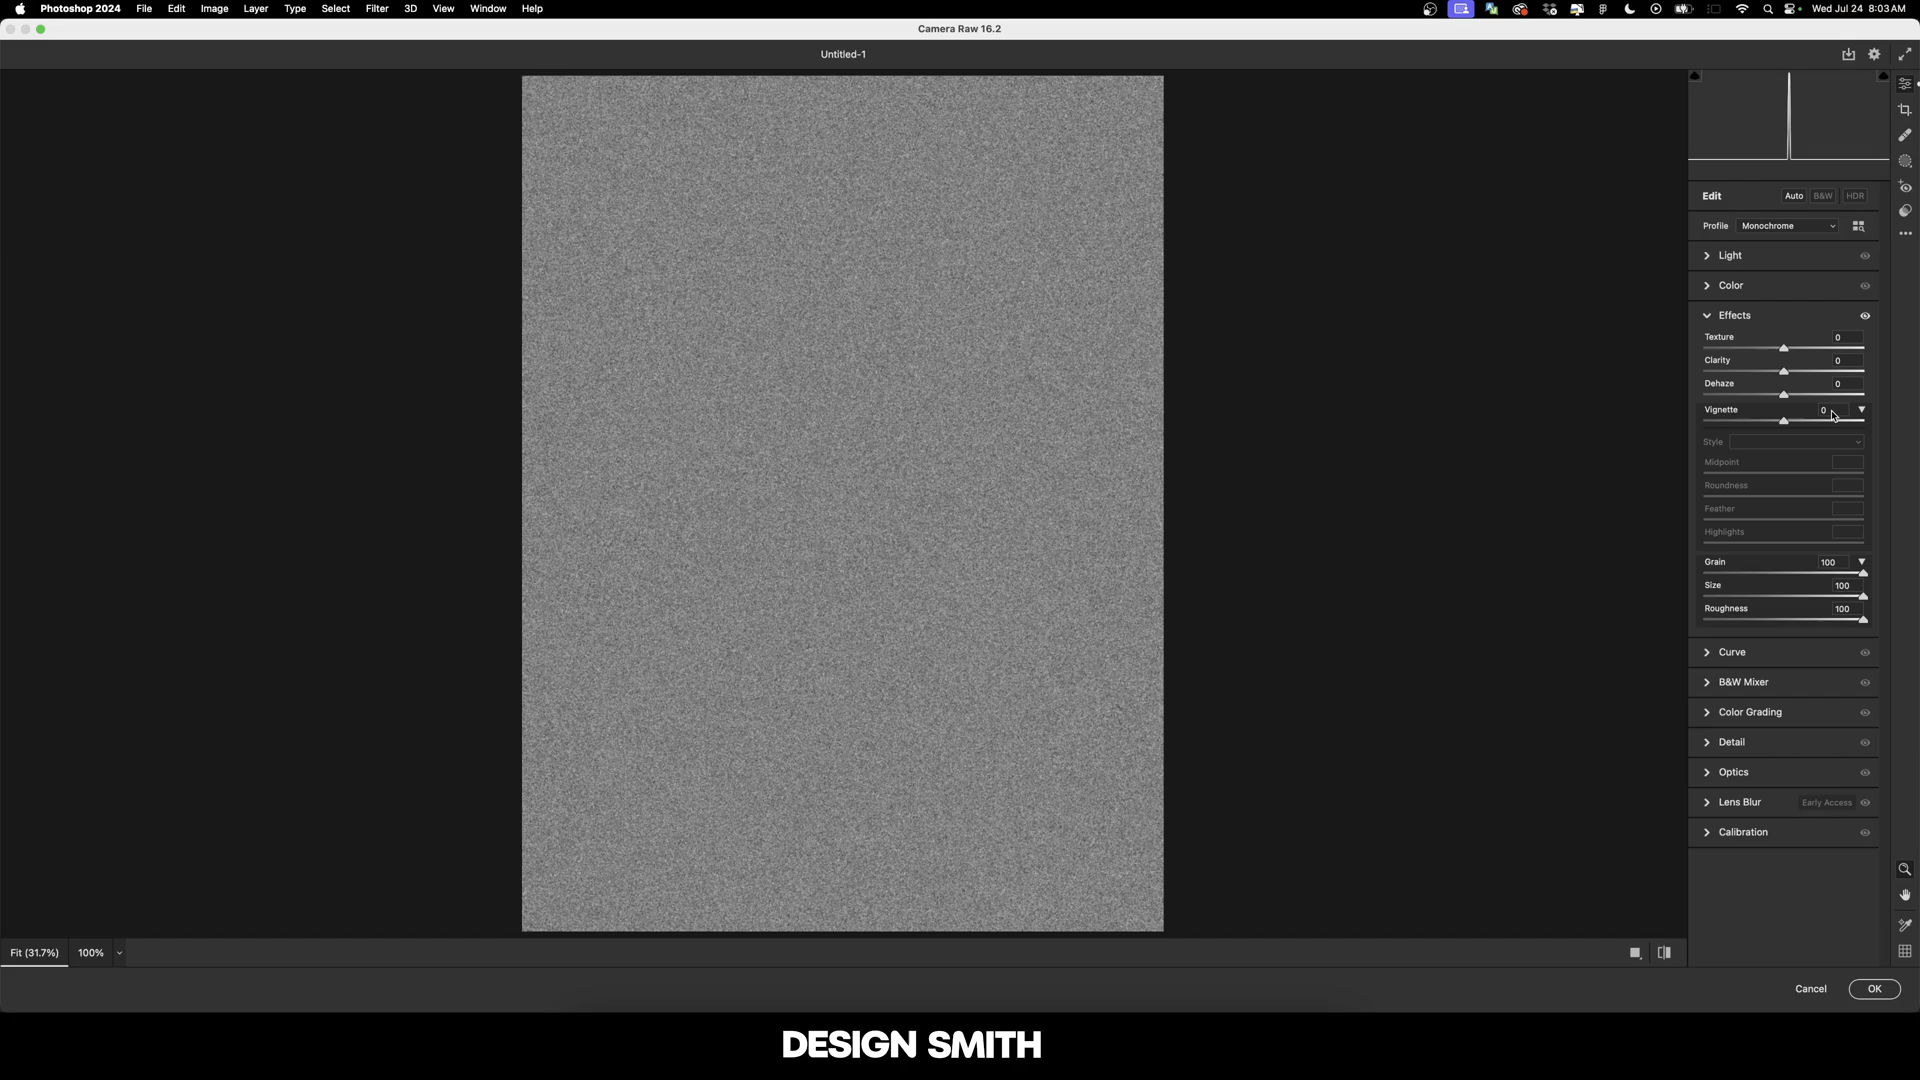 Photoshop 2024 File Edit Image Layer Type Select Filter 3D View Window Help Wed Jul 24 8:03 AM
Camera Raw 16.2
Untitled-1
Edit Auto B&W HDR
Profile Monochrome
Light
Color
Effects
Texture 0
Clarity 0
Dehaze 0
Vignette 0
Style
Midpoint
Roundness
Feather
Highlights
Grain 100
Size 100
Roughness 100
Curve
B&W Mixer
Color Grading
Detail
Optics
Lens Blur Early Access
Calibration
Fit (31.7%) 100%
Cancel OK
DESIGN SMITH